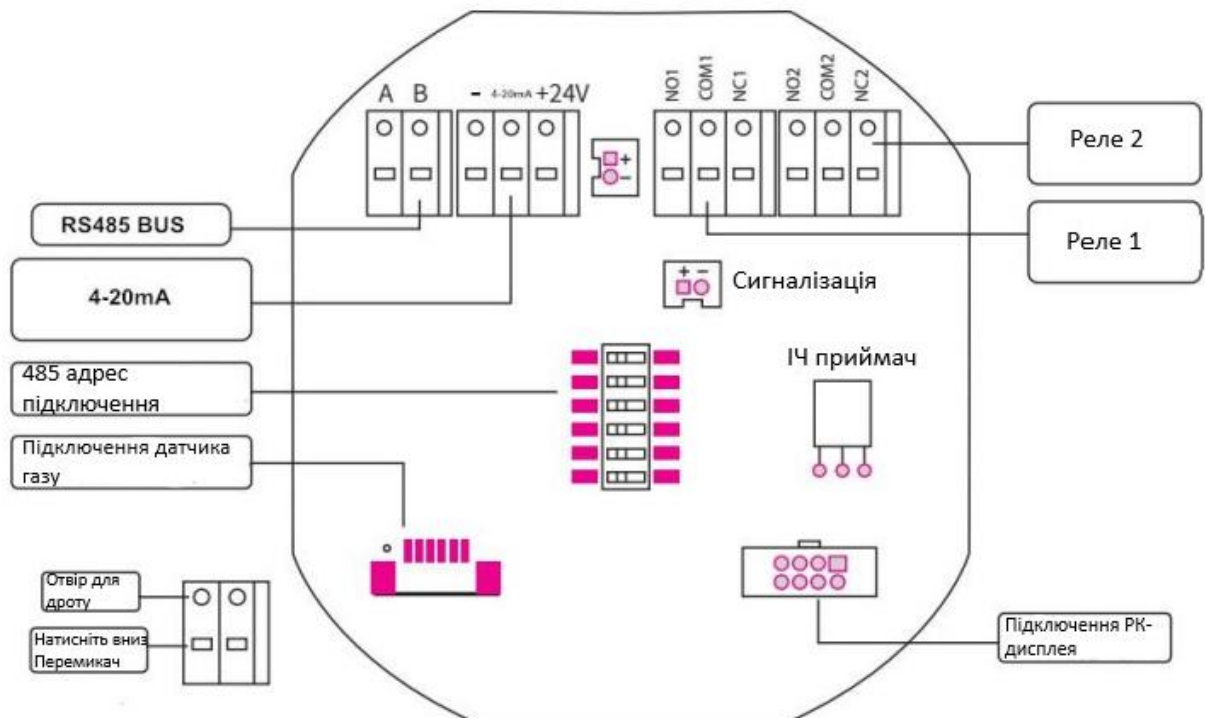 A B
- 4-20mA +24V
NO1
COM1
NC1
NO2
COM2
NC2
+
-
Реле 2
RS485 BUS
Реле 1
4-20mA
+ -
Сигналізація
ІЧ приймач
485 адрес
підключення
Підключення датчика
газу
Отвір для
дроту
Натисніть вниз
Перемикач
Підключення РК-
дисплея